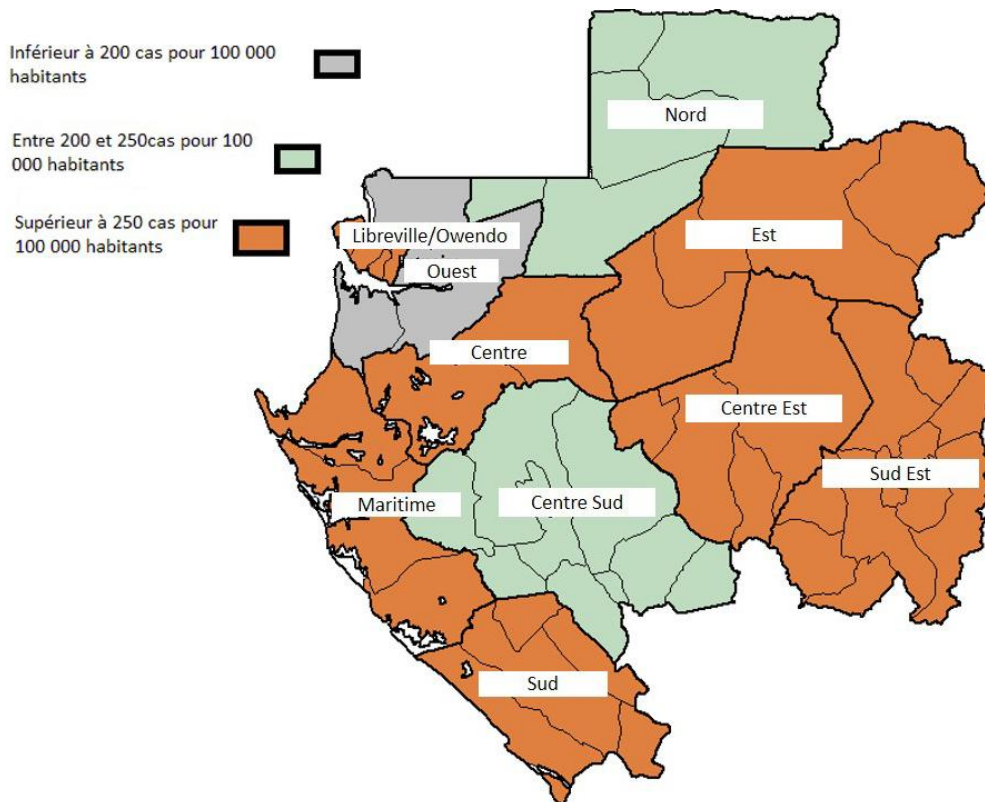 Inférieur à 200 cas pour 100 000
habitants
Entre 200 et 250cas pour 100
000 habitants
Supérieur à 250 cas pour
100 000 habitants
Nord
Libreville/Owendo
Est
Ouest
Centre
Centre Est
Sud Est
Maritime
Centre Sud
Sud